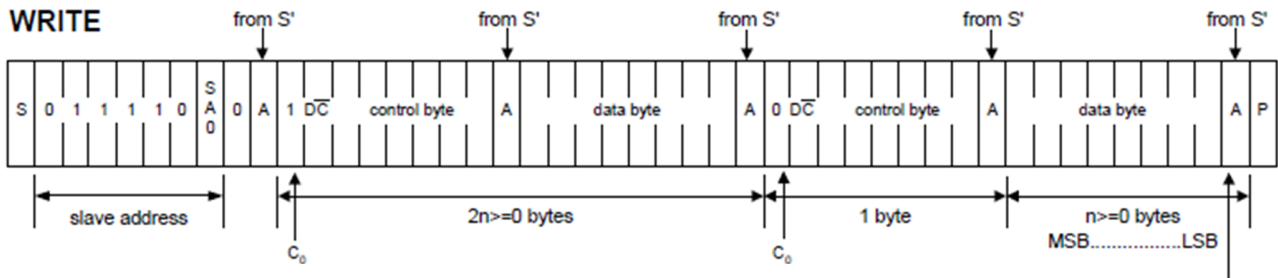 WRITE
from S' from S' from S' from S' from S'
S 0 1 1 1 1 0 SA0 0 A 1 DC̅ control byte A data byte A 0 DC̅ control byte A data byte A P
slave address 2n>=0 bytes 1 byte n>=0 bytes
MSB.................LSB
C₀ C₀